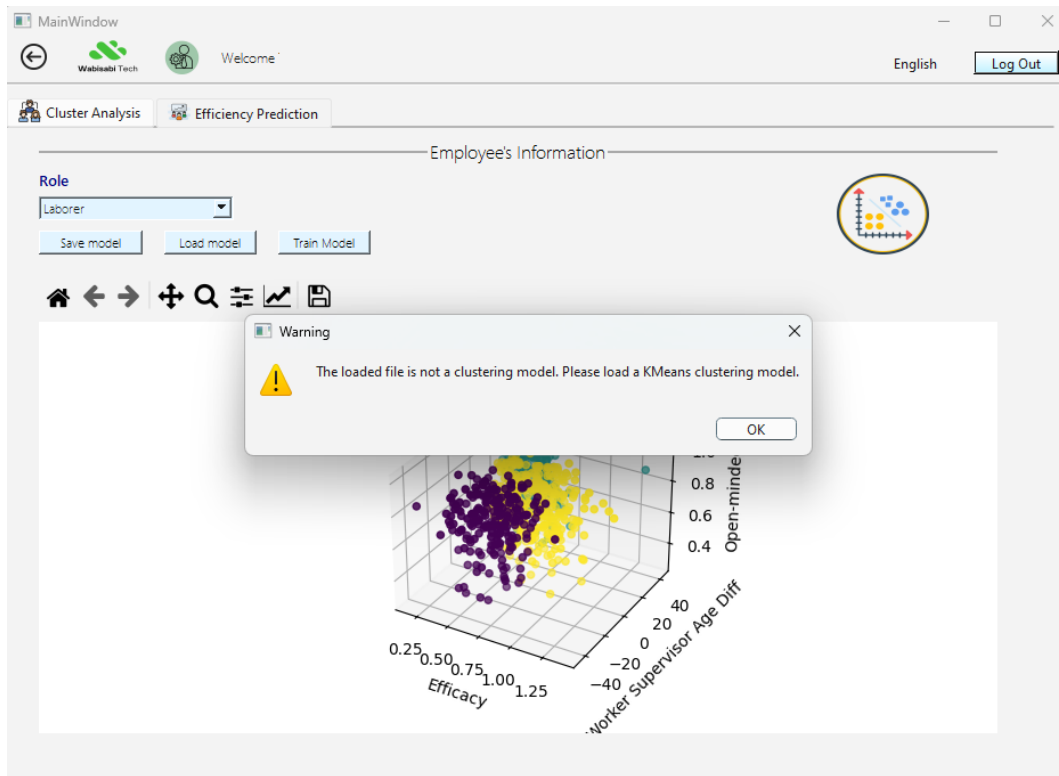 MainWindow
Wabisabi Tech
Welcome
English
Log Out
Cluster Analysis
Efficiency Prediction
Employee's Information
Role
Laborer
Save model
Load model
Train Model
Warning
The loaded file is not a clustering model. Please load a KMeans clustering model.
OK
0.8
0.6
0.4
Open-minde
40
20
0
−20
−40
Worker Supervisor Age Diff
0.25
0.50
0.75
1.00
1.25
Efficacy